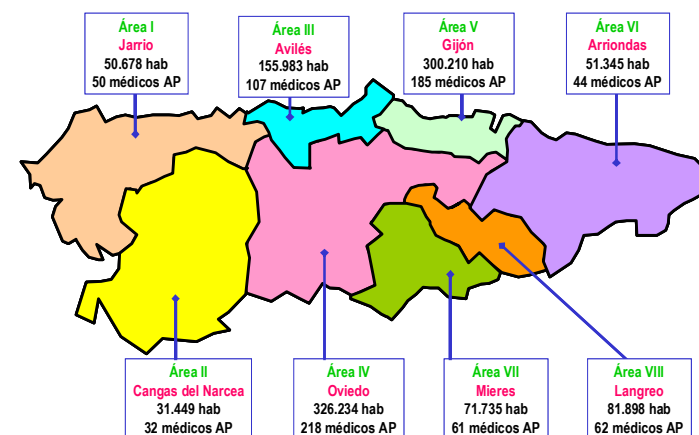 Área I
Jarrio
50.678 hab
50 médicos AP
Área III
Avilés
155.983 hab
107 médicos AP
Área V
Gijón
300.210 hab
185 médicos AP
Área VI
Arriondas
51.345 hab
44 médicos AP
Área II
Cangas del Narcea
31.449 hab
32 médicos AP
Área IV
Oviedo
326.234 hab
218 médicos AP
Área VII
Mieres
71.735 hab
61 médicos AP
Área VIII
Langreo
81.898 hab
62 médicos AP